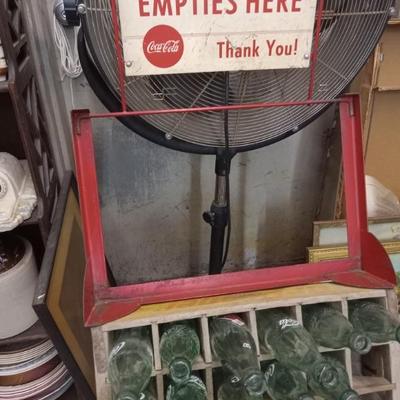 EMPTIES HERE
Coca-Cola
Thank You!